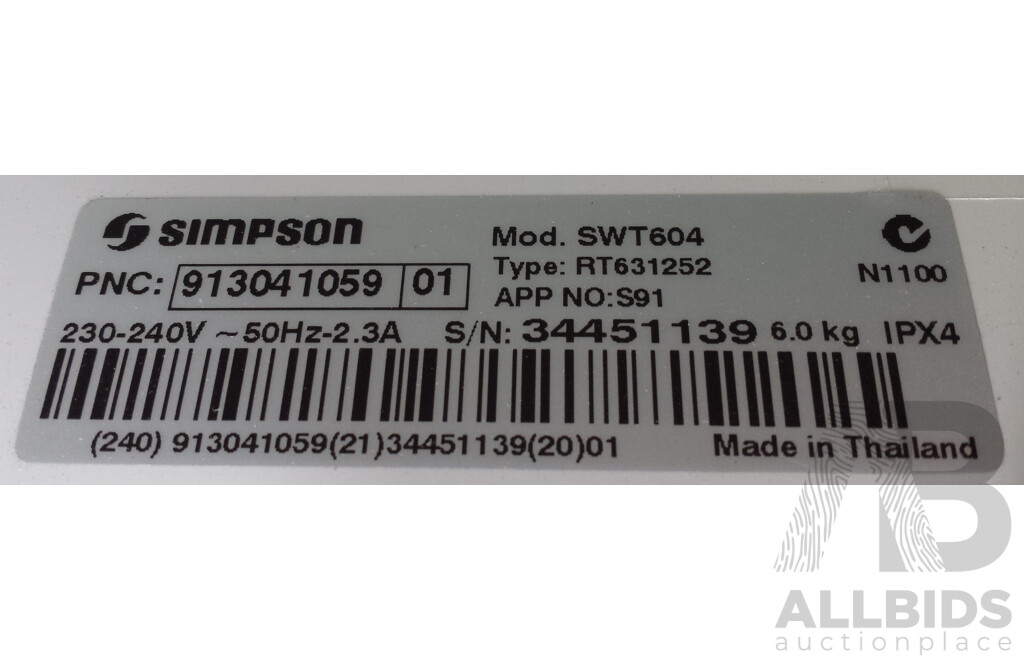 SIMPSON
PNC: 913041059 01
Mod. SWT604
Type: RT631252
APP NO:S91
N1100
230-240V ~50Hz-2.3A S/N: 34451139 6.0 kg IPX4
(240) 913041059(21)34451139(20)01 Made in Thailand
AB
ALLBIDS
auctionplace